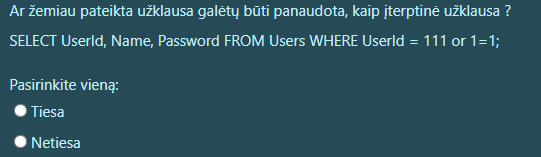 Ar žemiau pateikta užklausa galėtų būti panaudota, kaip įterptinė užklausa ?
SELECT UserId, Name, Password FROM Users WHERE UserId = 111 or 1=1;
Pasirinkite vieną:
Tiesa
Netiesa